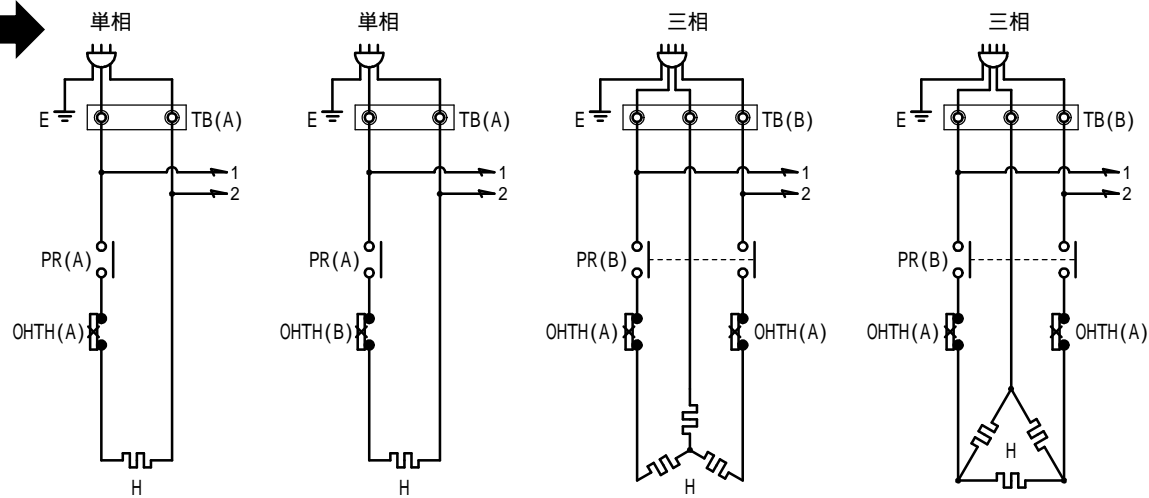 単相 単相 三相 三相
E TB(A) E TB(A) E TB(B) E TB(B)
1 1 1 1
2 2 2 2
PR(A) PR(A) PR(B) PR(B)
OHTH(A) OHTH(B) OHTH(A) OHTH(A) OHTH(A) OHTH(A)
H
H H H